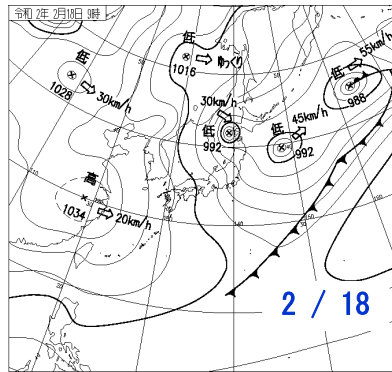 令和 2年 2月18日 9時
低
1028
30km/h
低
1016
ゆっくり
30km/h
低
992
低
45km/h
992
低
55km/h
988
高
1034
20km/h
2 / 18